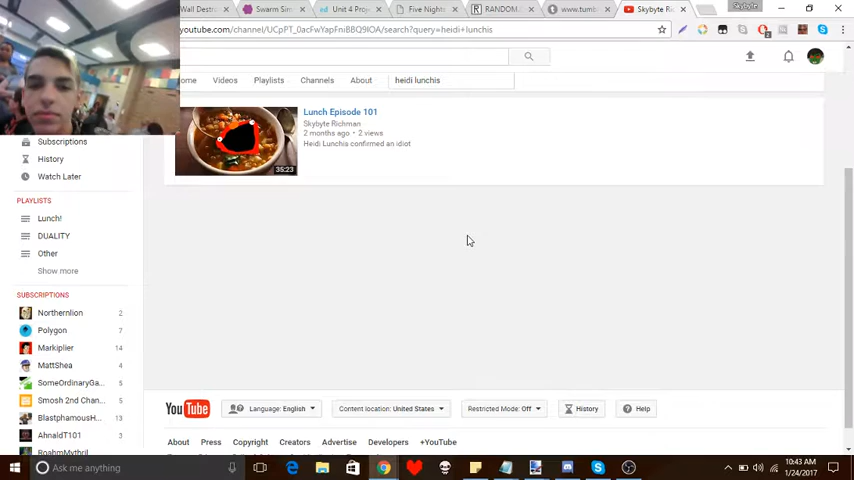 Wall Destr
Swarm Sim
Unit 4 Pro
Five Nights
RANDOM
www.tumb
Skybyte Ri
Skybyte
youtube.com/channel/
/search?query=heidi+lunchis
ome
Videos
Playlists
Channels
About
heidi lunchis
Lunch Episode 101
Skybyte Richman
2 months ago • 2 views
Heidi Lunchis confirmed an idiot
35:23
Subscriptions
History
Watch Later
PLAYLISTS
Lunch!
DUALITY
Other
Show more
SUBSCRIPTIONS
Northernlion 2
Polygon 7
Markiplier 14
MattShea 4
SomeOrdinaryGa... 5
Smosh 2nd Chan... 5
BlastphamousH... 13
AhnaldT101 3
RoahmMythril
YouTube
Language: English
Content location: United States
Restricted Mode: Off
History
Help
About Press Copyright Creators Advertise Developers +YouTube
Ask me anything
10:43 AM
1/24/2017